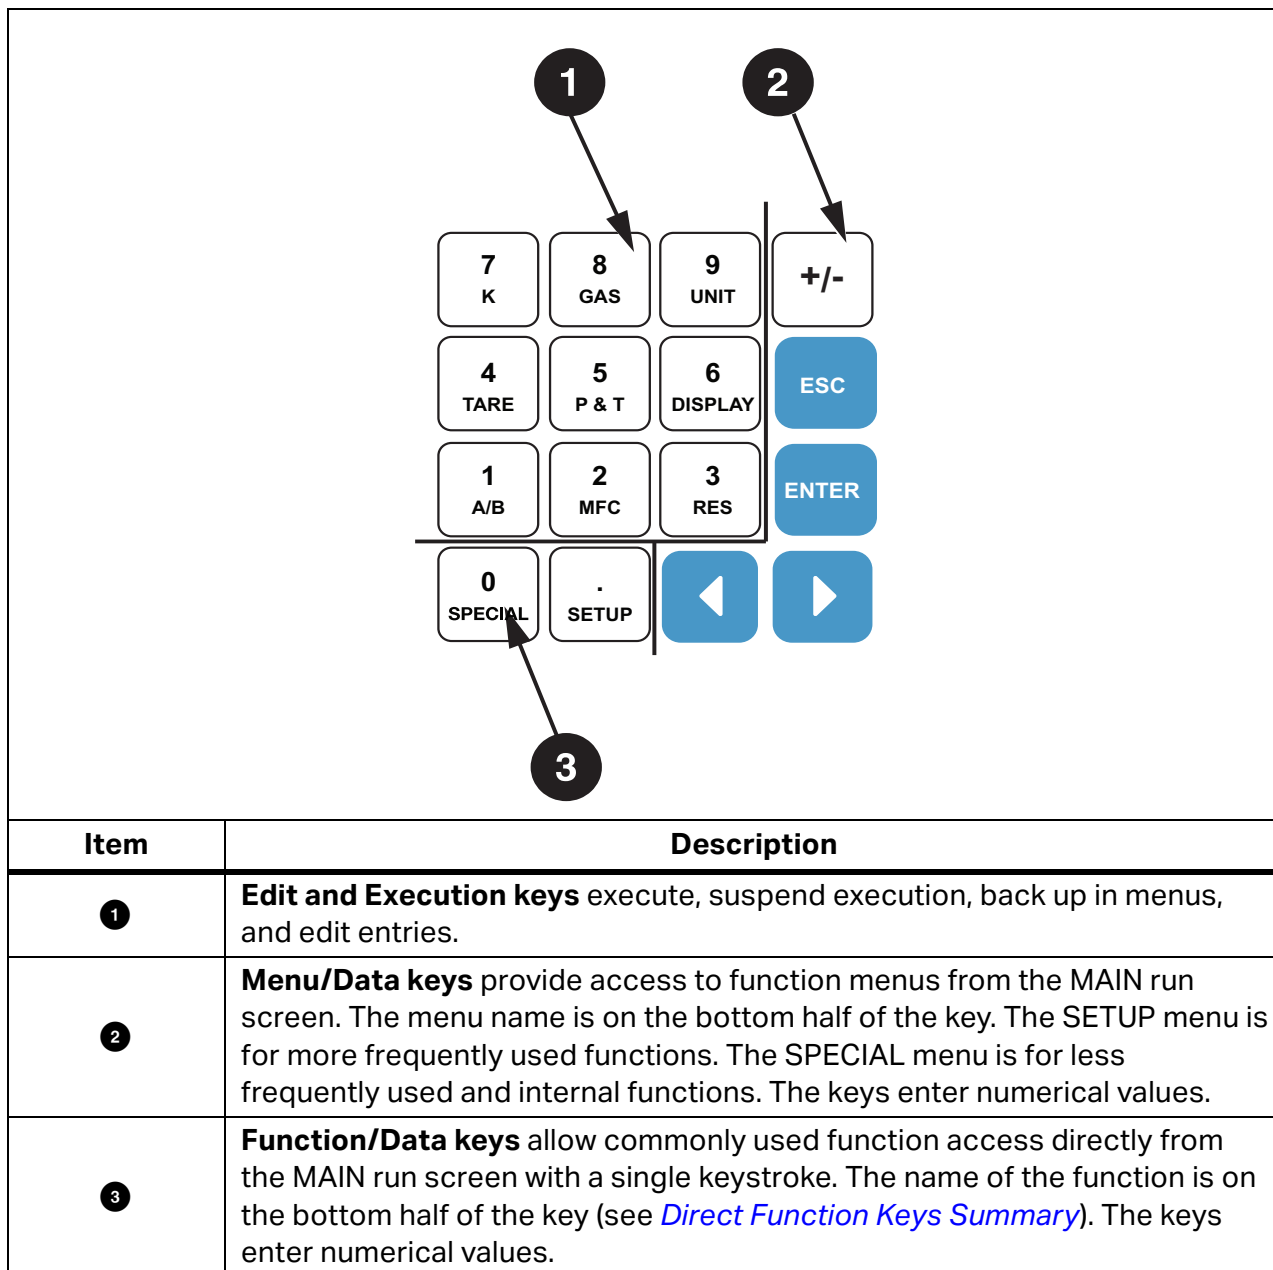 1 2
7 8 9 +/-
K GAS UNIT
4 5 6 ESC
TARE P & T DISPLAY
1 2 3 ENTER
A/B MFC RES
0 .
SPECIAL SETUP
3
Item Description
1 Edit and Execution keys execute, suspend execution, back up in menus,
and edit entries.
2 Menu/Data keys provide access to function menus from the MAIN run
screen. The menu name is on the bottom half of the key. The SETUP menu is
for more frequently used functions. The SPECIAL menu is for less
frequently used and internal functions. The keys enter numerical values.
3 Function/Data keys allow commonly used function access directly from
the MAIN run screen with a single keystroke. The name of the function is on
the bottom half of the key (see Direct Function Keys Summary). The keys
enter numerical values.